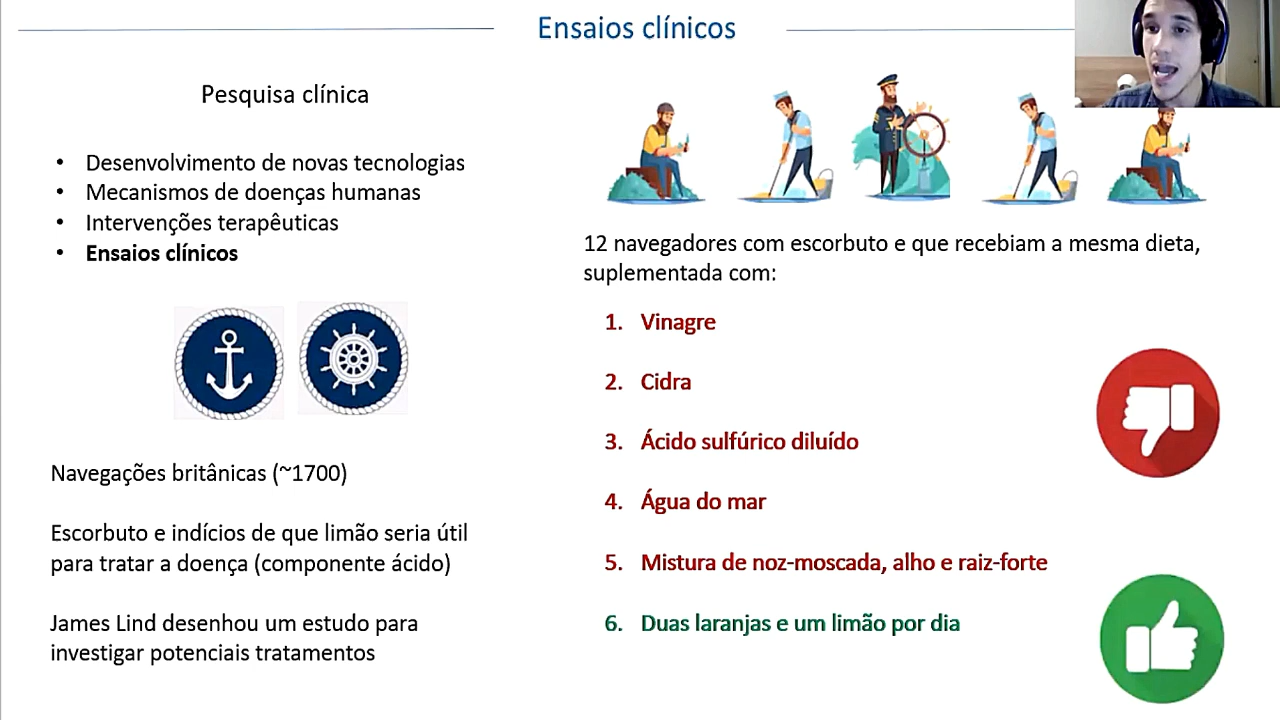 Ensaios clínicos
Pesquisa clínica
• Desenvolvimento de novas tecnologias
• Mecanismos de doenças humanas
• Intervenções terapêuticas
• Ensaios clínicos
Navegações britânicas (~1700)
Escorbuto e indícios de que limão seria útil
para tratar a doença (componente ácido)
James Lind desenhou um estudo para
investigar potenciais tratamentos
12 navegadores com escorbuto e que recebiam a mesma dieta,
suplementada com:
1. Vinagre
2. Cidra
3. Ácido sulfúrico diluído
4. Água do mar
5. Mistura de noz-moscada, alho e raiz-forte
6. Duas laranjas e um limão por dia